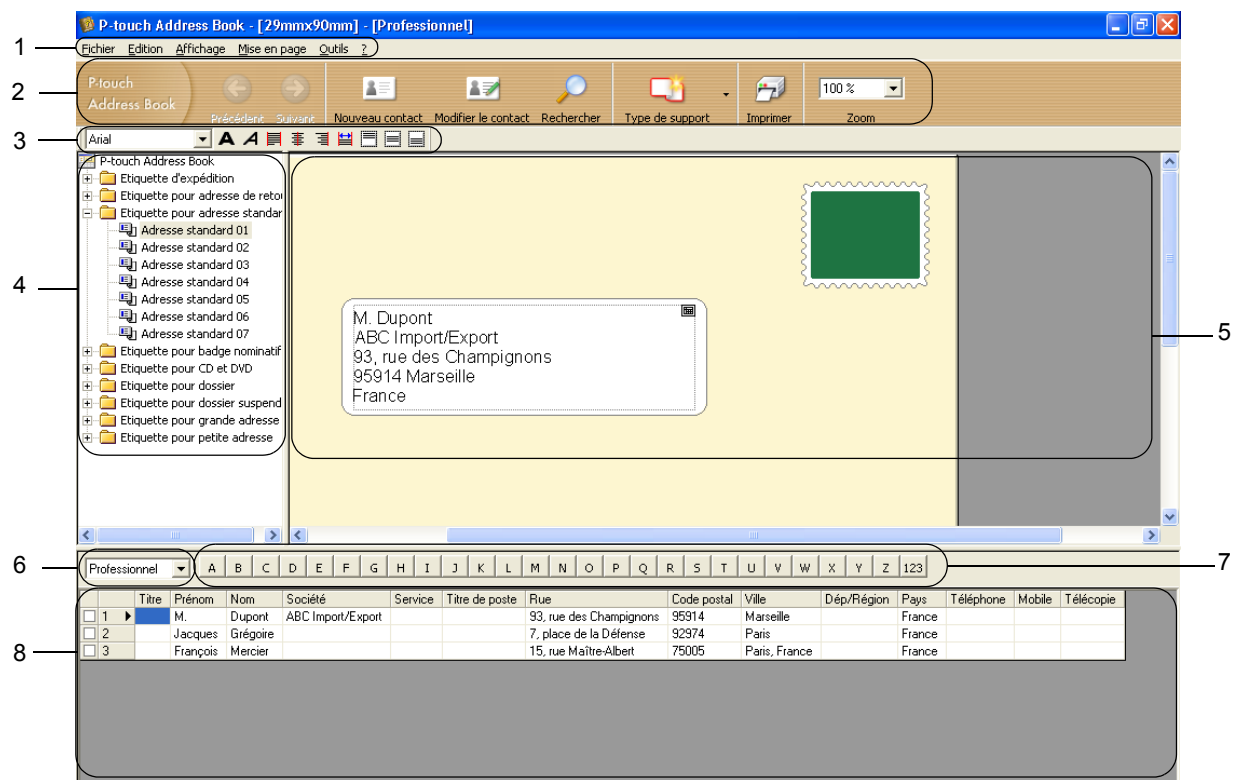 P-touch Address Book - [29mmx90mm] - [Professionnel]
1
Fichier Edition Affichage Mise en page Outils ?
2
P-touch
Address Book
Précédent Suivant Nouveau contact Modifier le contact Rechercher Type de support Imprimer 100 % Zoom
3
Arial A A
P-touch Address Book
Etiquette d'expédition
Etiquette pour adresse de retou
Etiquette pour adresse standar
Adresse standard 01
Adresse standard 02
Adresse standard 03
Adresse standard 04
Adresse standard 05
Adresse standard 06
Adresse standard 07
Etiquette pour badge nominatif
Etiquette pour CD et DVD
Etiquette pour dossier
Etiquette pour dossier suspend
Etiquette pour grande adresse
Etiquette pour petite adresse
4
M. Dupont
ABC Import/Export
93, rue des Champignons
95914 Marseille
France
5
6
Professionnel
A B C D E F G H I J K L M N O P Q R S T U V W X Y Z 123
7
Titre Prénom Nom Société Service Titre de poste Rue Code postal Ville Dép/Région Pays Téléphone Mobile Télécopie
1 M. Dupont ABC Import/Export 93, rue des Champignons 95914 Marseille France
2 Jacques Grégoire 7, place de la Défense 92974 Paris France
3 François Mercier 15, rue Maître-Albert 75005 Paris, France France
8